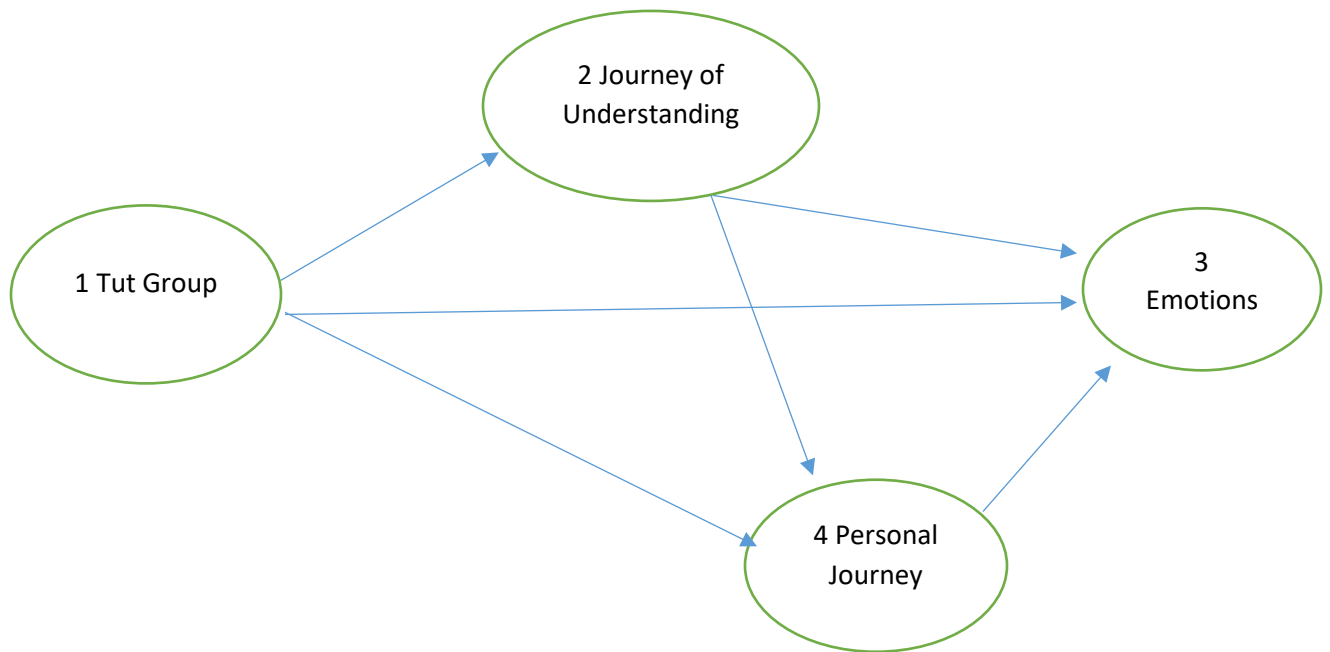 2 Journey of
Understanding
1 Tut Group
3
Emotions
4 Personal
Journey